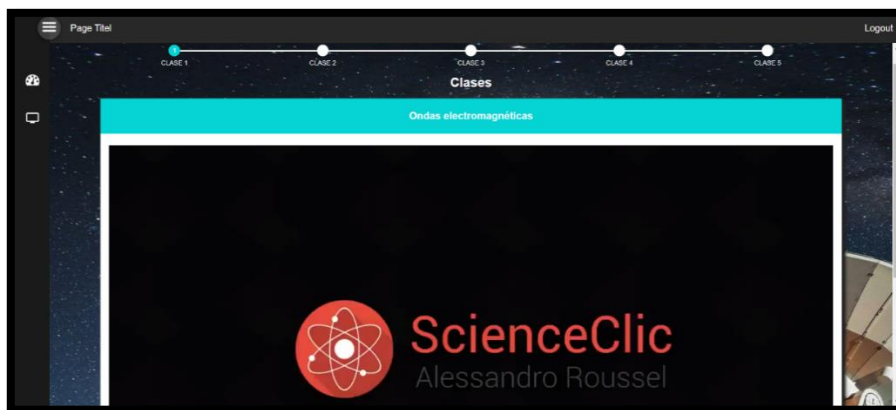 Page Titel
Logout
1
CLASE 1
CLASE 2
CLASE 3
CLASE 4
CLASE 5
Clases
Ondas electromagnéticas
ScienceClic
Alessandro Roussel